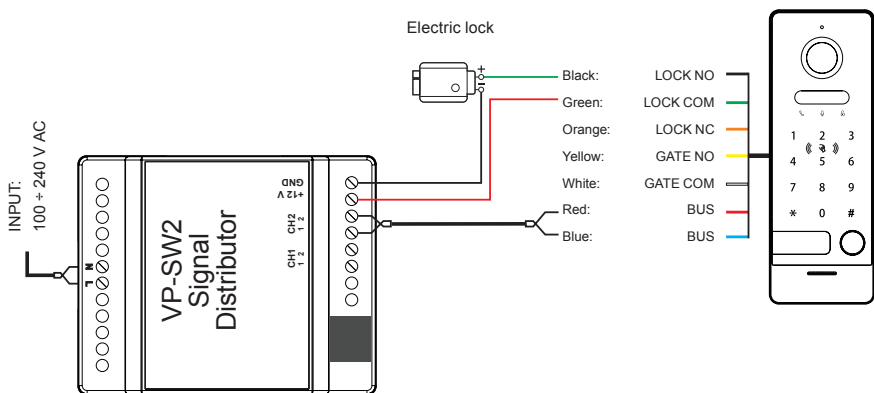 Electric lock
+
-
Black: LOCK NO
Green: LOCK COM
Orange: LOCK NC
Yellow: GATE NO
White: GATE COM
Red: BUS
Blue: BUS
1 2 3
4 5 6
7 8 9
* 0 #
INPUT:
100 ÷ 240 V AC
N
L
VP-SW2
Signal
Distributor
GND
+12 V
CH2
1 2
CH1
1 2